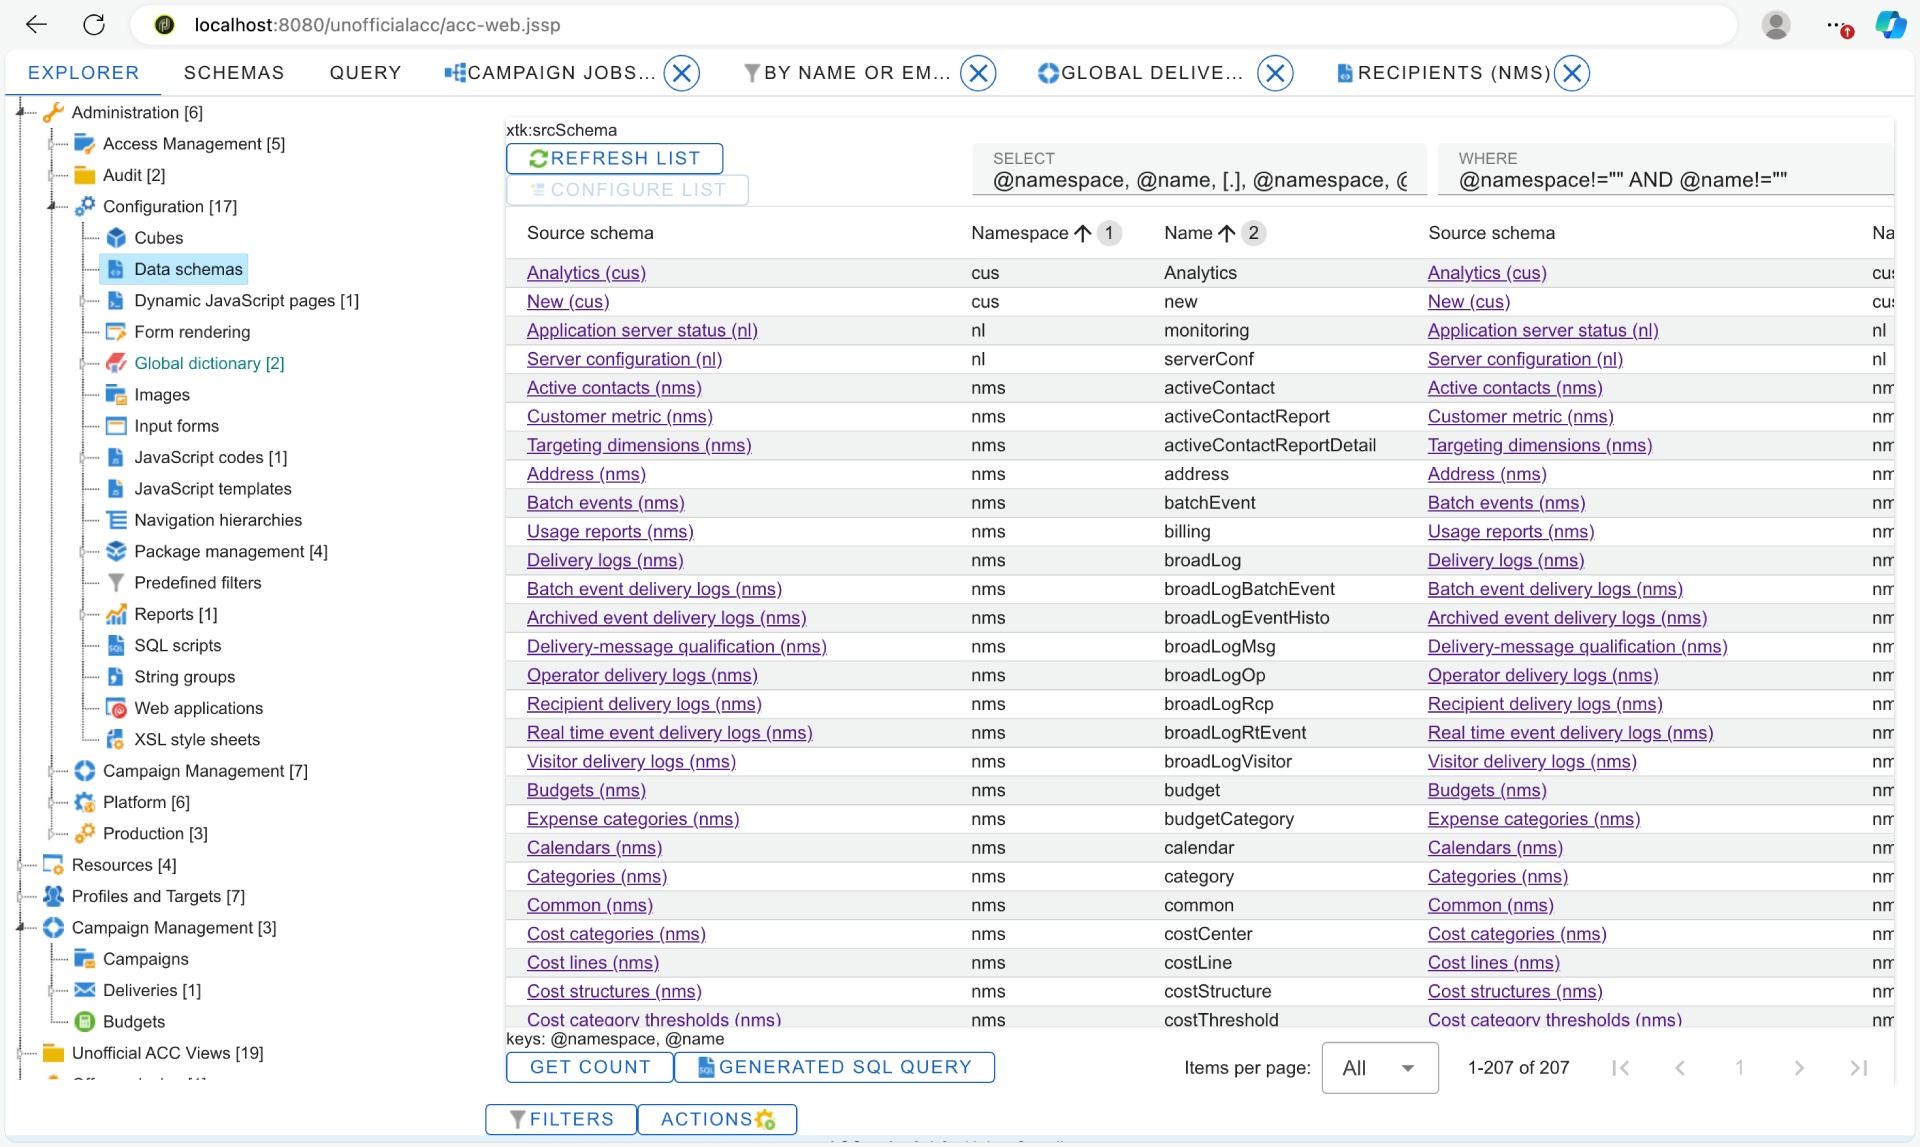 localhost:8080/unofficialacc/acc-web.jssp
EXPLORER SCHEMAS QUERY CAMPAIGN JOBS... BY NAME OR EM... GLOBAL DELIVE... RECIPIENTS (NMS)
Administration [6]
Access Management [5]
Audit [2]
Configuration [17]
Cubes
Data schemas
Dynamic JavaScript pages [1]
Form rendering
Global dictionary [2]
Images
Input forms
JavaScript codes [1]
JavaScript templates
Navigation hierarchies
Package management [4]
Predefined filters
Reports [1]
SQL scripts
String groups
Web applications
XSL style sheets
Campaign Management [7]
Platform [6]
Production [3]
Resources [4]
Profiles and Targets [7]
Campaign Management [3]
Campaigns
Deliveries [1]
Budgets
Unofficial ACC Views [19]
xtk:srcSchema
REFRESH LIST
CONFIGURE LIST
SELECT
@namespace, @name, [.], @namespace, @
WHERE
@namespace!="" AND @name!=""
Source schema Namespace 1 Name 2 Source schema Na
Analytics (cus) cus Analytics Analytics (cus) cus
New (cus) cus new New (cus) cus
Application server status (nl) nl monitoring Application server status (nl) nl
Server configuration (nl) nl serverConf Server configuration (nl) nl
Active contacts (nms) nms activeContact Active contacts (nms) nm
Customer metric (nms) nms activeContactReport Customer metric (nms) nm
Targeting dimensions (nms) nms activeContactReportDetail Targeting dimensions (nms) nm
Address (nms) nms address Address (nms) nm
Batch events (nms) nms batchEvent Batch events (nms) nm
Usage reports (nms) nms billing Usage reports (nms) nm
Delivery logs (nms) nms broadLog Delivery logs (nms) nm
Batch event delivery logs (nms) nms broadLogBatchEvent Batch event delivery logs (nms) nm
Archived event delivery logs (nms) nms broadLogEventHisto Archived event delivery logs (nms) nm
Delivery-message qualification (nms) nms broadLogMsg Delivery-message qualification (nms) nm
Operator delivery logs (nms) nms broadLogOp Operator delivery logs (nms) nm
Recipient delivery logs (nms) nms broadLogRcp Recipient delivery logs (nms) nm
Real time event delivery logs (nms) nms broadLogRtEvent Real time event delivery logs (nms) nm
Visitor delivery logs (nms) nms broadLogVisitor Visitor delivery logs (nms) nm
Budgets (nms) nms budget Budgets (nms) nm
Expense categories (nms) nms budgetCategory Expense categories (nms) nm
Calendars (nms) nms calendar Calendars (nms) nm
Categories (nms) nms category Categories (nms) nm
Common (nms) nms common Common (nms) nm
Cost categories (nms) nms costCenter Cost categories (nms) nm
Cost lines (nms) nms costLine Cost lines (nms) nm
Cost structures (nms) nms costStructure Cost structures (nms) nm
Cost category thresholds (nms) nms costThreshold Cost category thresholds (nms) nm
keys: @namespace, @name
GET COUNT GENERATED SQL QUERY Items per page: All 1-207 of 207 1
FILTERS ACTIONS